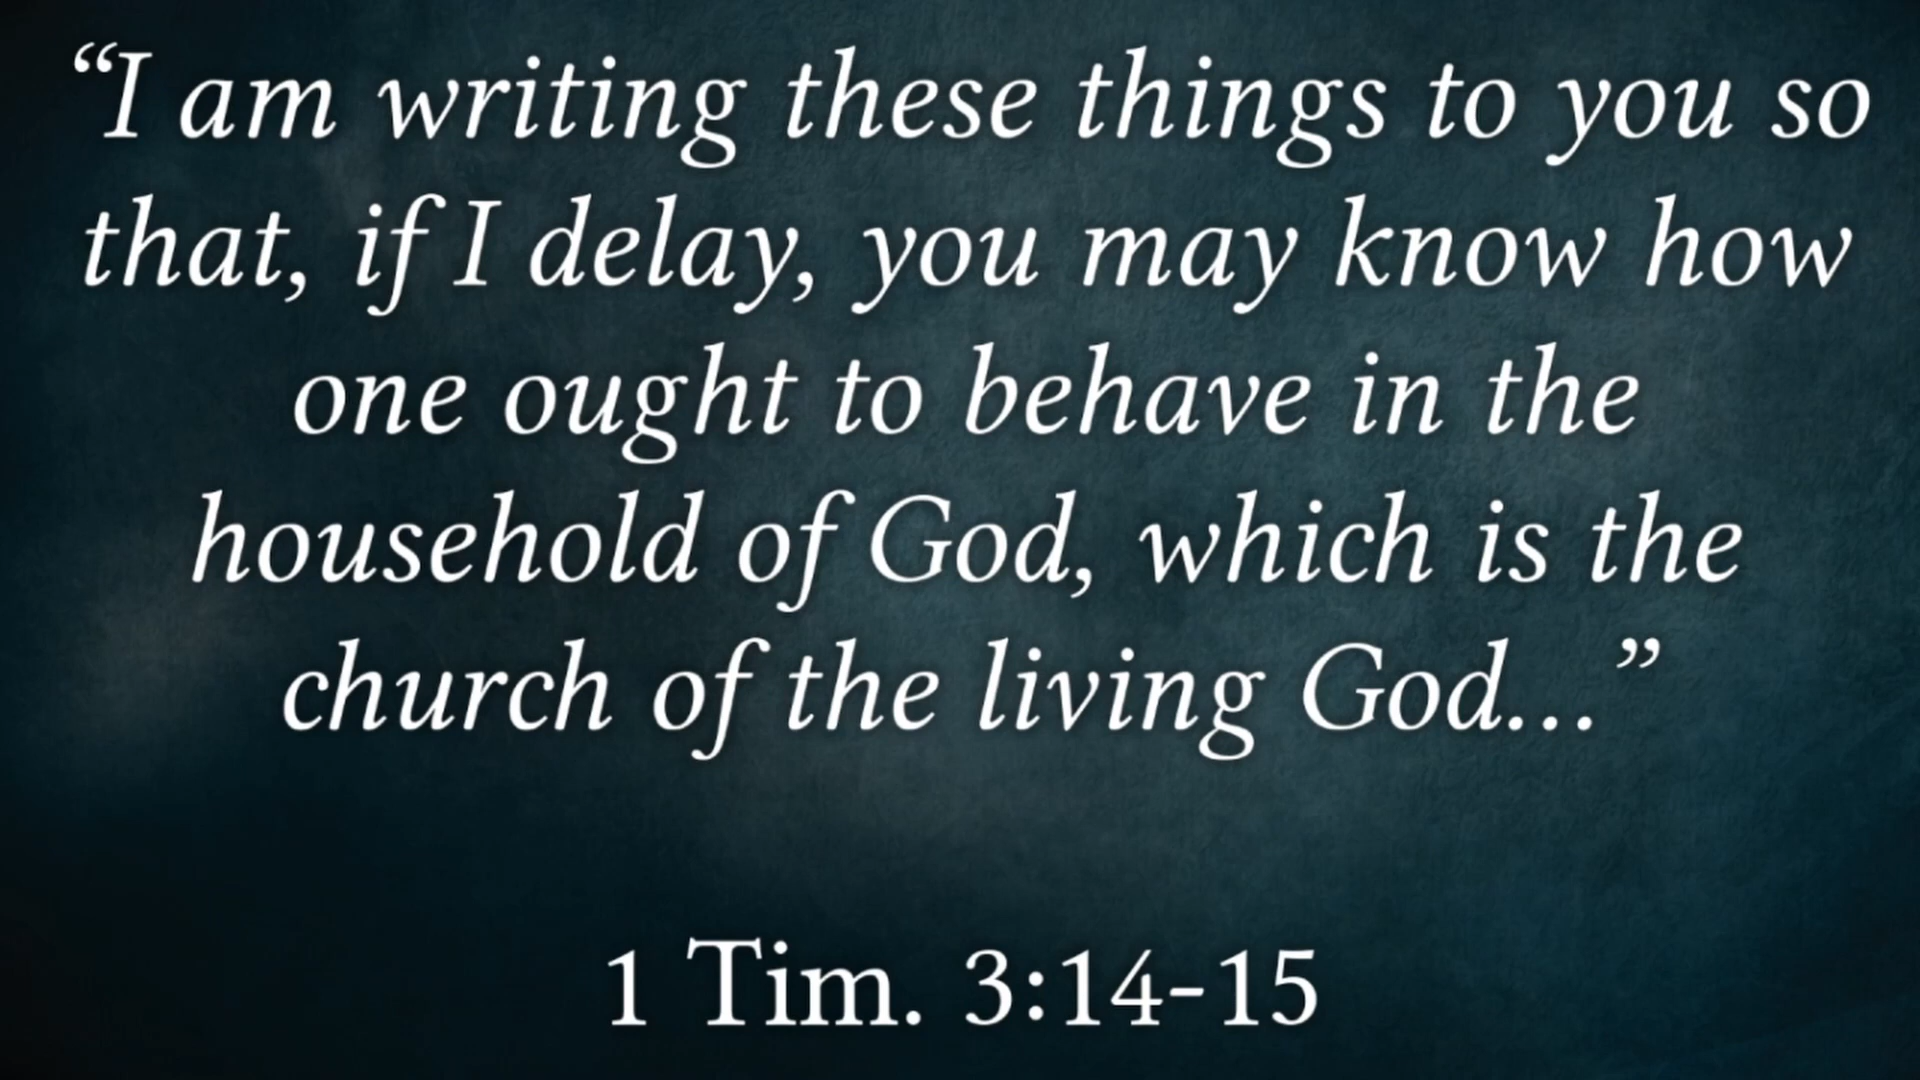 “I am writing these things to you so
that, if I delay, you may know how
one ought to behave in the
household of God, which is the
church of the living God…”
1 Tim. 3:14-15